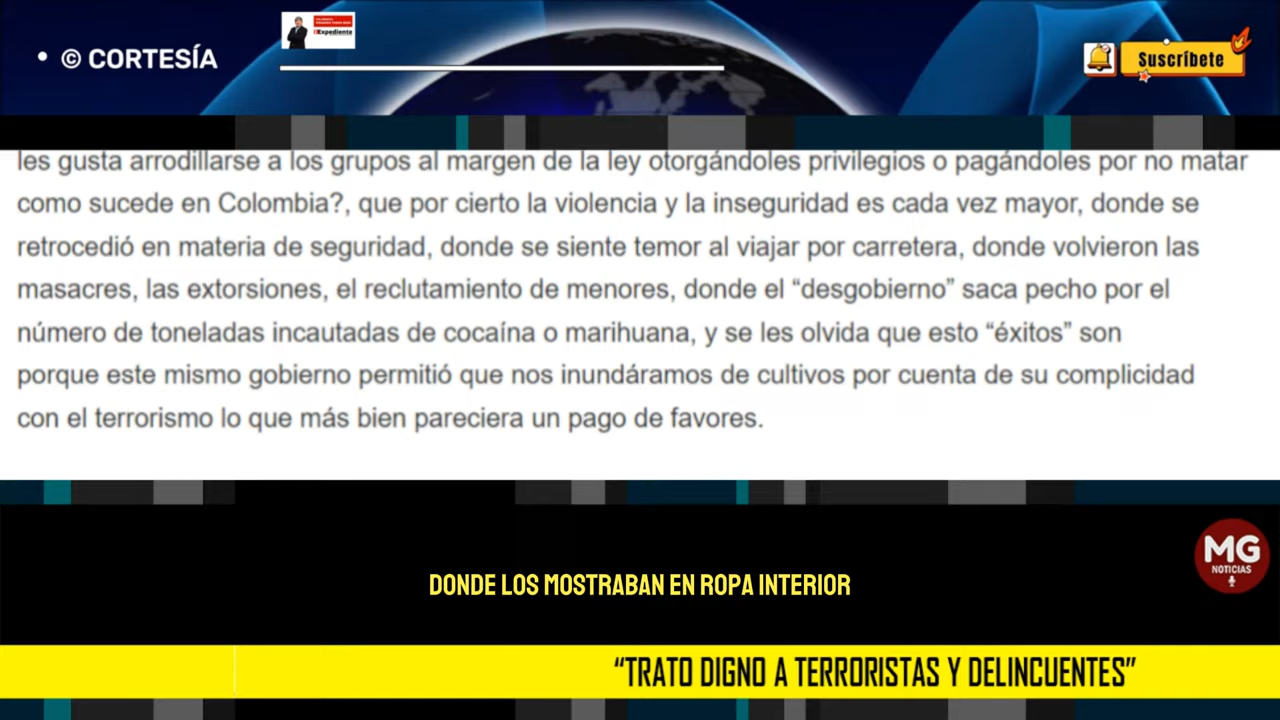 • © CORTESÍA
Expediente
Suscríbete
les gusta arrodillarse a los grupos al margen de la ley otorgándoles privilegios o pagándoles por no matar
como sucede en Colombia?, que por cierto la violencia y la inseguridad es cada vez mayor, donde se
retrocedió en materia de seguridad, donde se siente temor al viajar por carretera, donde volvieron las
masacres, las extorsiones, el reclutamiento de menores, donde el “desgobierno” saca pecho por el
número de toneladas incautadas de cocaína o marihuana, y se les olvida que esto “éxitos” son
porque este mismo gobierno permitió que nos inundáramos de cultivos por cuenta de su complicidad
con el terrorismo lo que más bien pareciera un pago de favores.
MG
NOTICIAS
DONDE LOS MOSTRABAN EN ROPA INTERIOR
“TRATO DIGNO A TERRORISTAS Y DELINCUENTES”